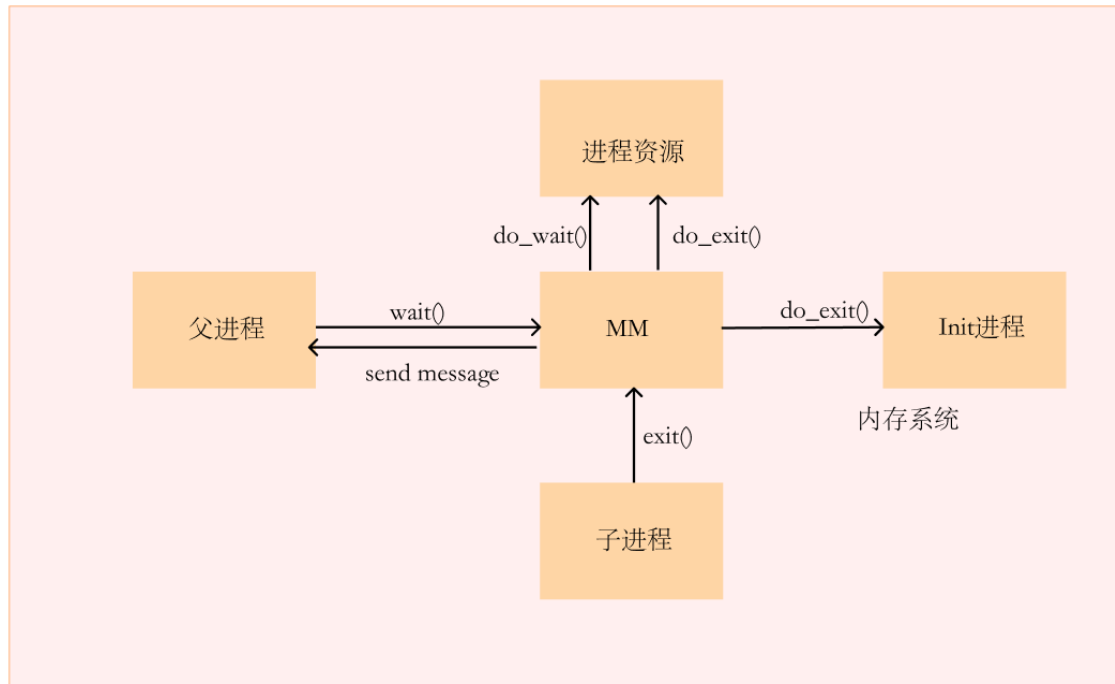 进程资源
do_wait()
do_exit()
父进程
wait()
send message
MM
do_exit()
Init进程
内存系统
exit()
子进程